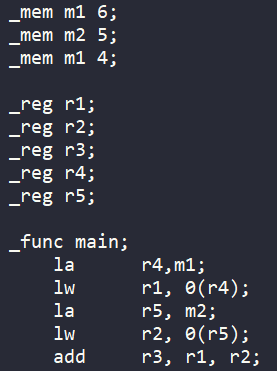 _mem m1 6;
_mem m2 5;
_mem m1 4;
_reg r1;
_reg r2;
_reg r3;
_reg r4;
_reg r5;
_func main;
la r4,m1;
lw r1, 0(r4);
la r5, m2;
lw r2, 0(r5);
add r3, r1, r2;